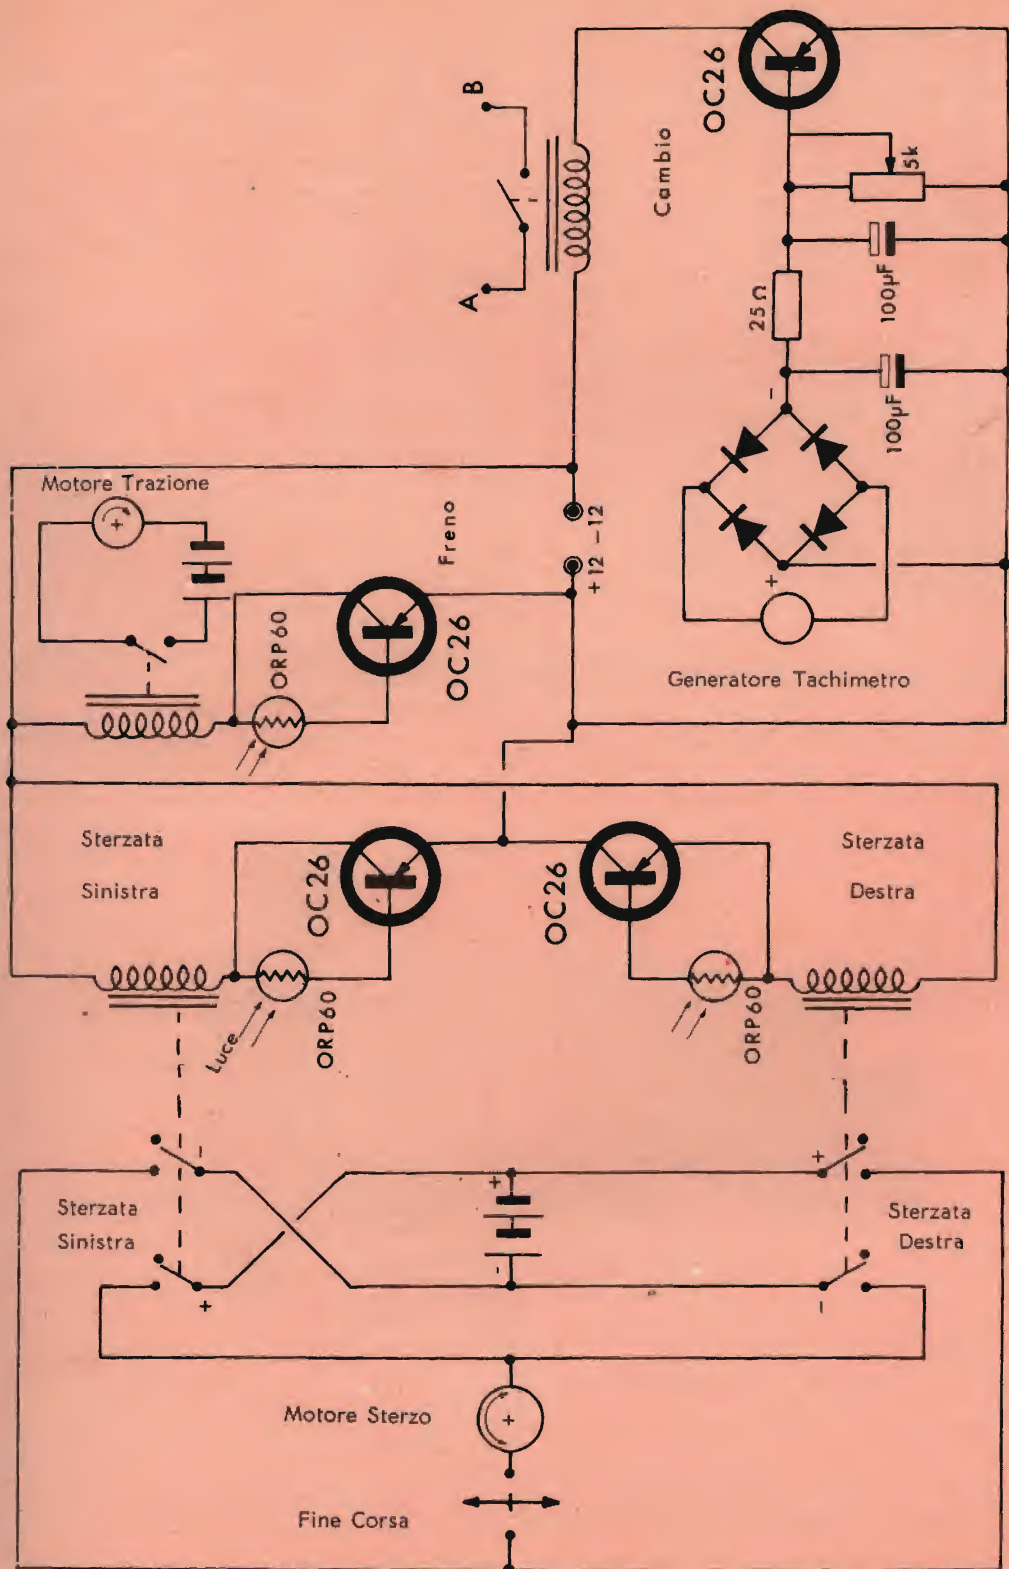 OC26
B
A
Cambio
5k
100µF
25Ω
100µF
-
+
Generatore Tachimetro
Motore Trazione
+
Freno
+12 -12
ORP60
OC26
Sterzata
Sinistra
OC26
OC26
Sterzata
Destra
Luce
ORP60
ORP60
-
+
+
Sterzata
Sinistra
Sterzata
Destra
+
-
-
Motore Sterzo
+
Fine Corsa